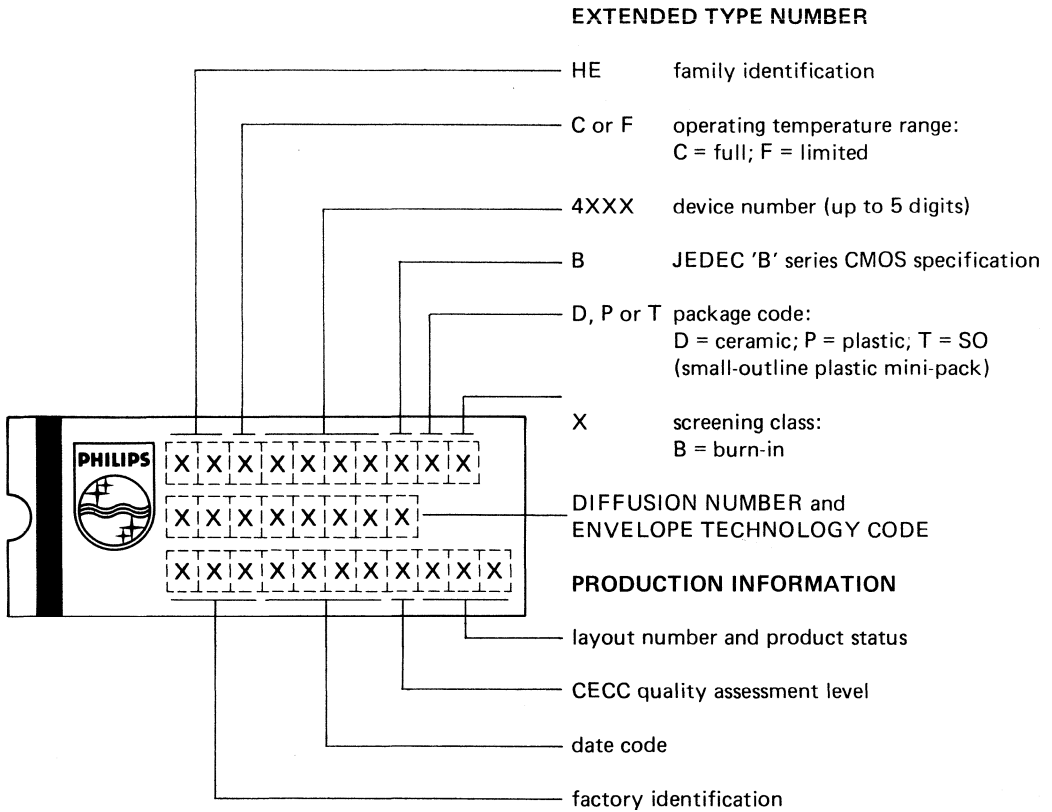 EXTENDED TYPE NUMBER
HE family identification
C or F operating temperature range:
C = full; F = limited
4XXX device number (up to 5 digits)
B JEDEC 'B' series CMOS specification
D, P or T package code:
D = ceramic; P = plastic; T = SO
(small-outline plastic mini-pack)
X screening class:
B = burn-in
PHILIPS
X X X X X X X X X X
X X X X X X X X
X X X X X X X X X X X
DIFFUSION NUMBER and
ENVELOPE TECHNOLOGY CODE
PRODUCTION INFORMATION
layout number and product status
CECC quality assessment level
date code
factory identification